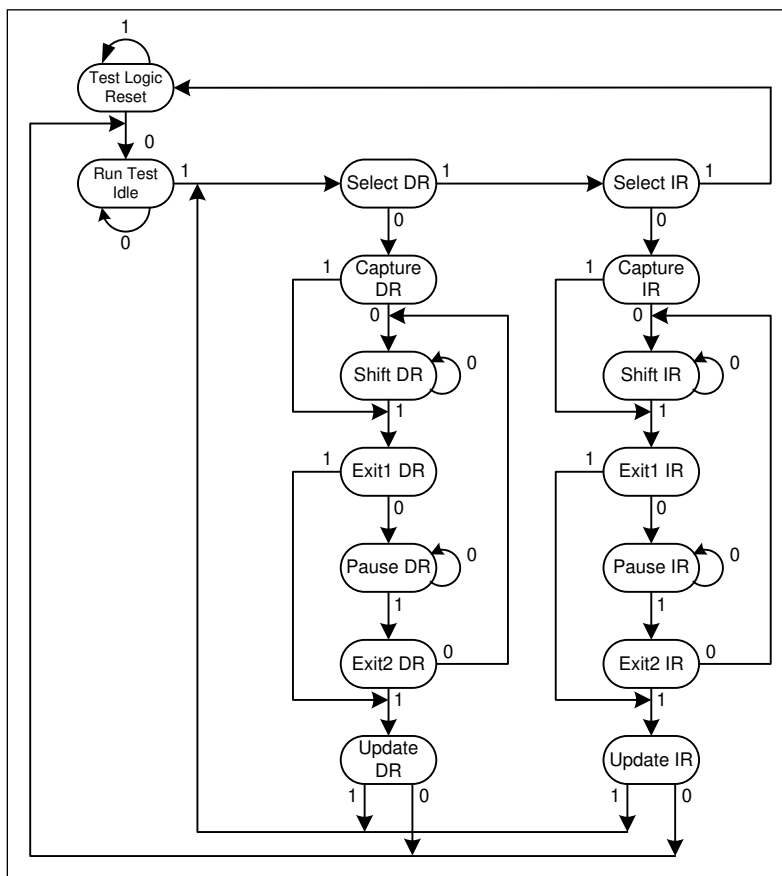 1
Test Logic
Reset
0
Run Test
Idle
1
0
Select DR
1
Select IR
1
0
0
1
Capture
DR
1
Capture
IR
0
0
Shift DR
0
Shift IR
0
1
1
1
Exit1 DR
1
Exit1 IR
0
0
Pause DR
0
Pause IR
0
1
1
Exit2 DR
0
Exit2 IR
0
1
1
Update
DR
Update IR
1
0
1
0